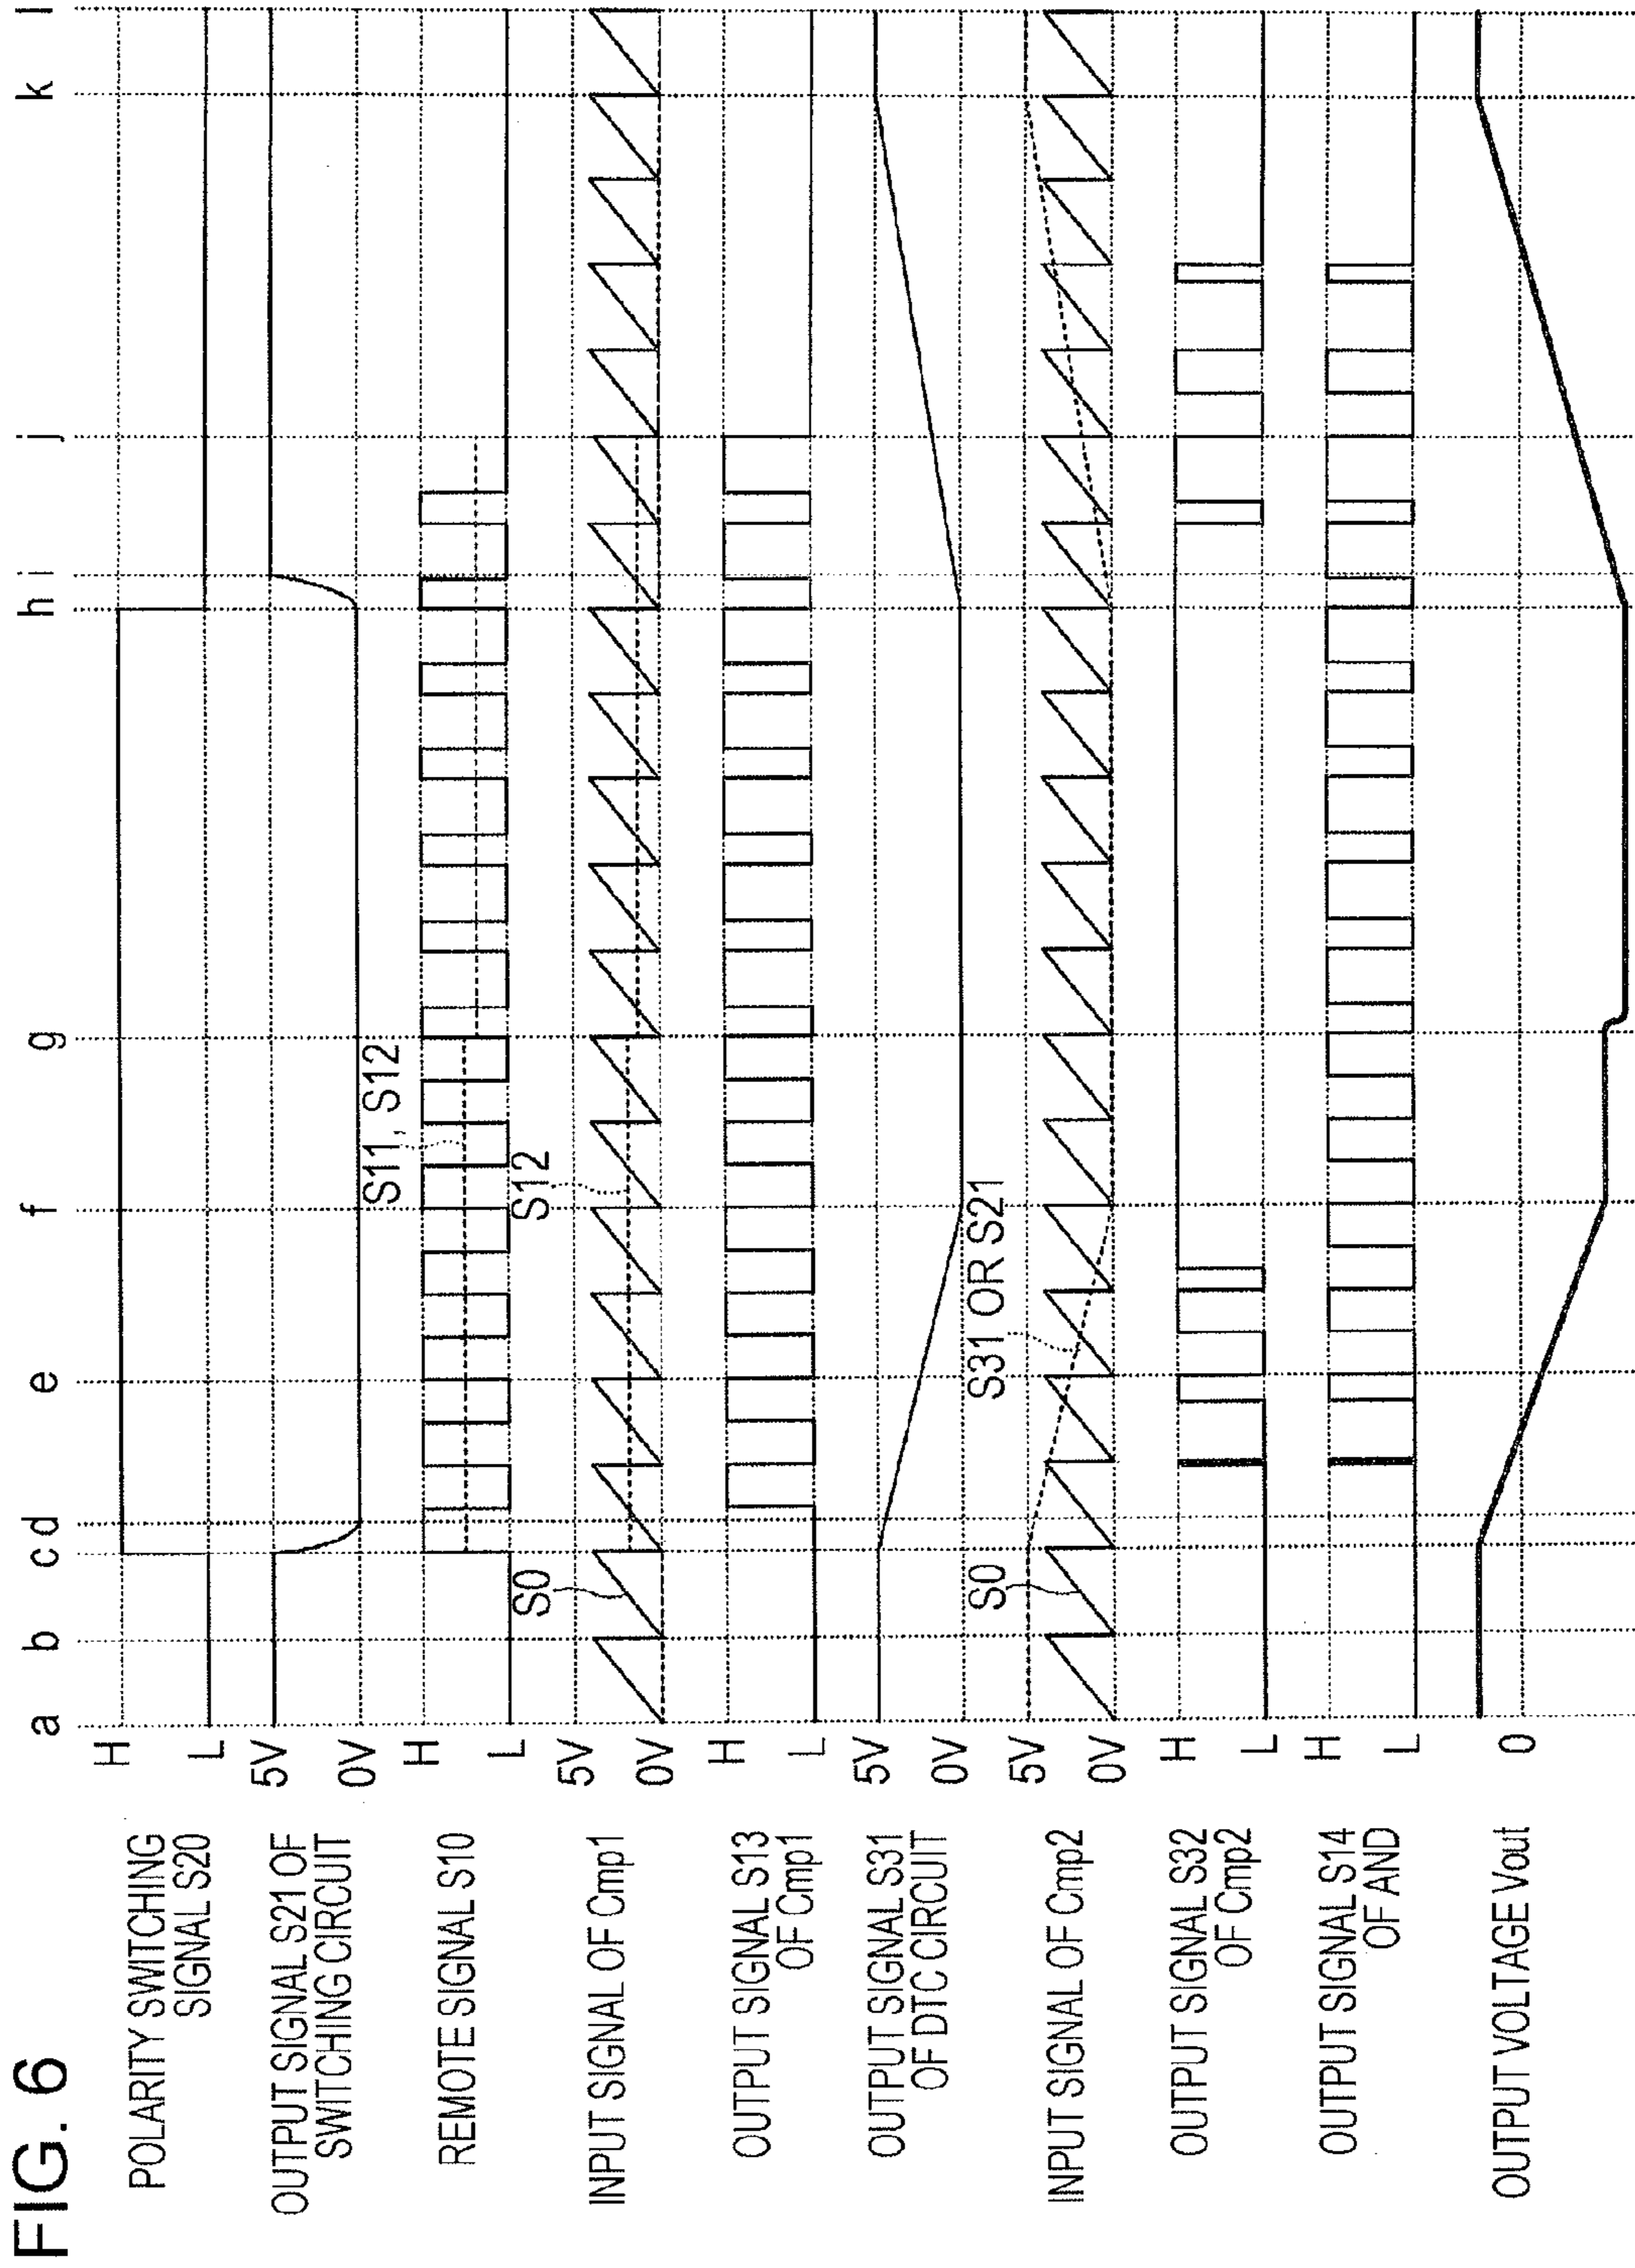 FIG. 6
a b c d e f g h i j k l
POLARITY SWITCHING
SIGNAL S20
H
L
OUTPUT SIGNAL S21 OF
SWITCHING CIRCUIT
5V
0V
REMOTE SIGNAL S10
H
L
S11, S12
INPUT SIGNAL OF Cmp1
5V
0V
S0
S12
OUTPUT SIGNAL S13
OF Cmp1
H
L
OUTPUT SIGNAL S31
OF DTC CIRCUIT
5V
0V
INPUT SIGNAL OF Cmp2
5V
0V
S0
S31 OR S21
OUTPUT SIGNAL S32
OF Cmp2
H
L
OUTPUT SIGNAL S14
OF AND
H
L
OUTPUT VOLTAGE Vout
0